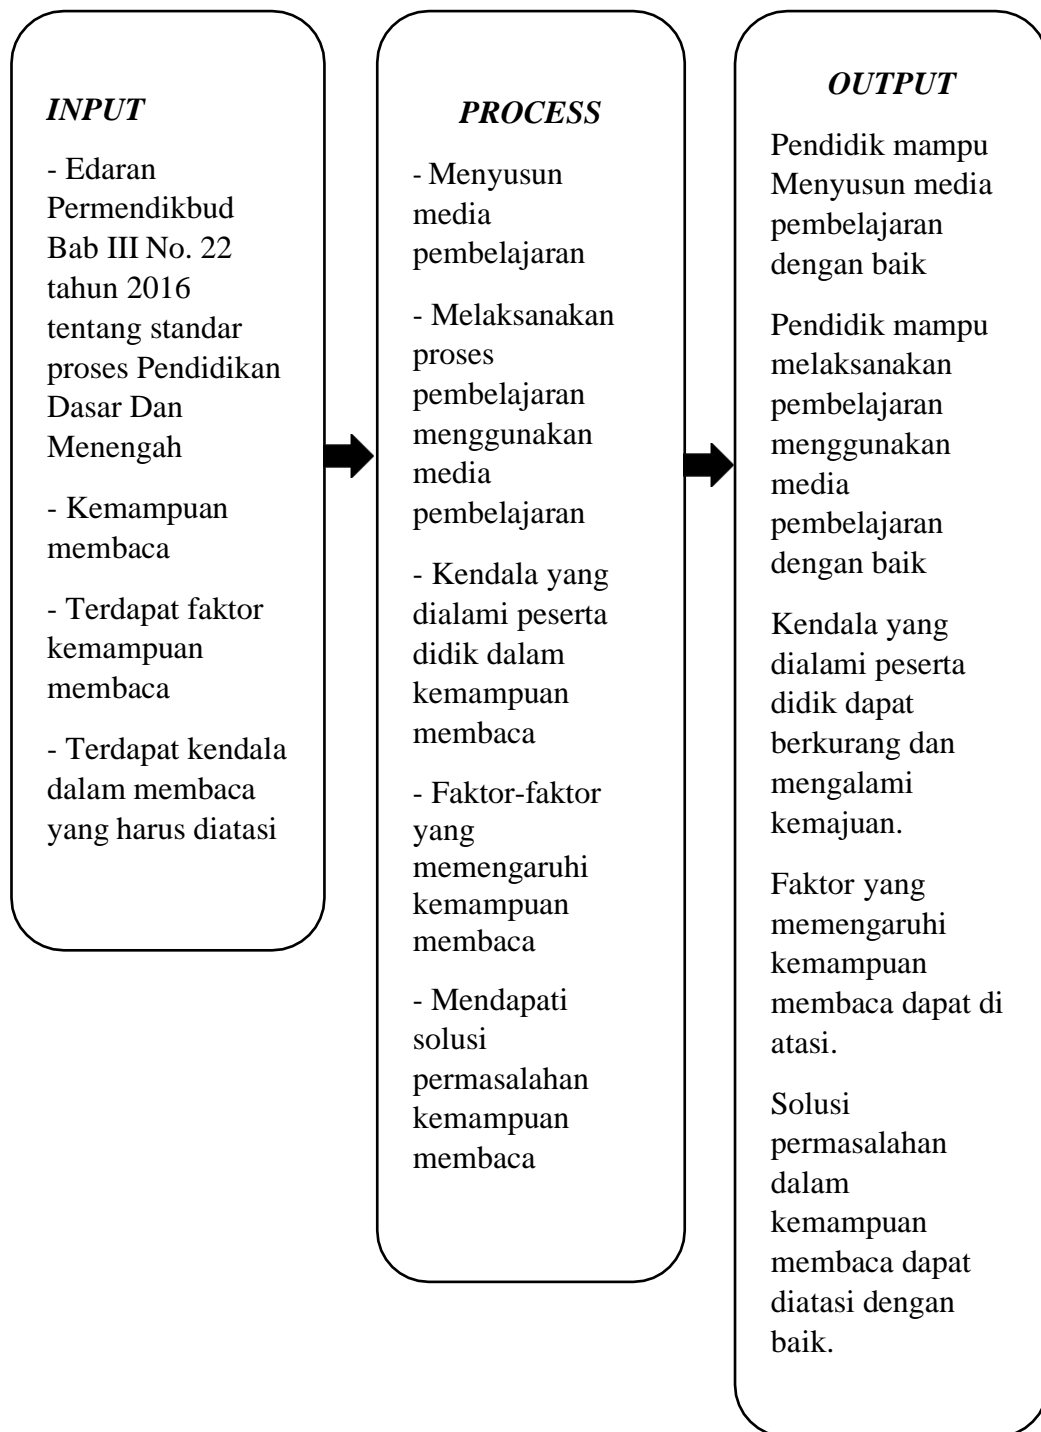 INPUT
- Edaran
Permendikbud
Bab III No. 22
tahun 2016
tentang standar
proses Pendidikan
Dasar Dan
Menengah
- Kemampuan
membaca
- Terdapat faktor
kemampuan
membaca
- Terdapat kendala
dalam membaca
yang harus diatasi
PROCESS
- Menyusun
media
pembelajaran
- Melaksanakan
proses
pembelajaran
menggunakan
media
pembelajaran
- Kendala yang
dialami peserta
didik dalam
kemampuan
membaca
- Faktor-faktor
yang
memengaruhi
kemampuan
membaca
- Mendapati
solusi
permasalahan
kemampuan
membaca
OUTPUT
Pendidik mampu
Menyusun media
pembelajaran
dengan baik
Pendidik mampu
melaksanakan
pembelajaran
menggunakan
media
pembelajaran
dengan baik
Kendala yang
dialami peserta
didik dapat
berkurang dan
mengalami
kemajuan.
Faktor yang
memengaruhi
kemampuan
membaca dapat di
atasi.
Solusi
permasalahan
dalam
kemampuan
membaca dapat
diatasi dengan
baik.